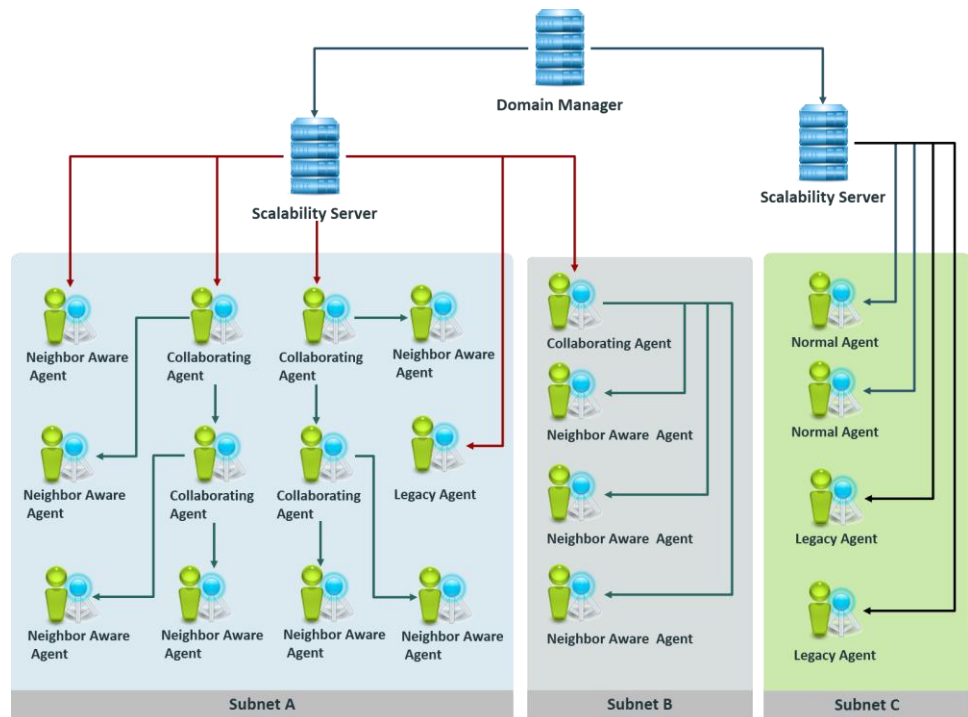 Domain Manager
Scalability Server
Scalability Server
Neighbor Aware
Agent
Collaborating
Agent
Collaborating
Agent
Neighbor Aware
Agent
Neighbor Aware
Agent
Collaborating
Agent
Collaborating
Agent
Legacy Agent
Neighbor Aware
Agent
Neighbor Aware
Agent
Neighbor Aware
Agent
Neighbor Aware
Agent
Subnet A
Collaborating Agent
Neighbor Aware Agent
Neighbor Aware Agent
Neighbor Aware Agent
Subnet B
Normal Agent
Normal Agent
Legacy Agent
Legacy Agent
Subnet C